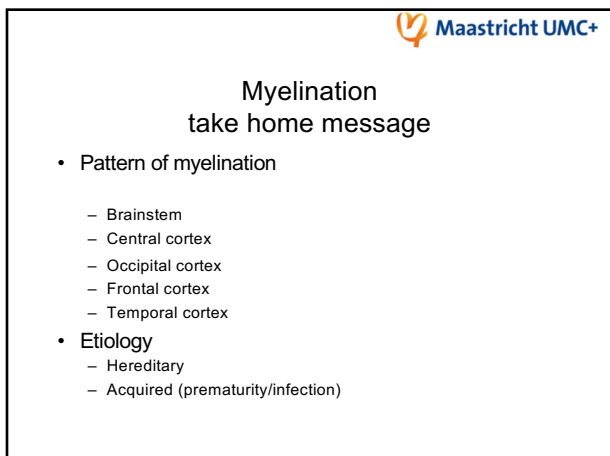 Maastricht UMC+
Myelination
take home message
• Pattern of myelination
– Brainstem
– Central cortex
– Occipital cortex
– Frontal cortex
– Temporal cortex
• Etiology
– Hereditary
– Acquired (prematurity/infection)